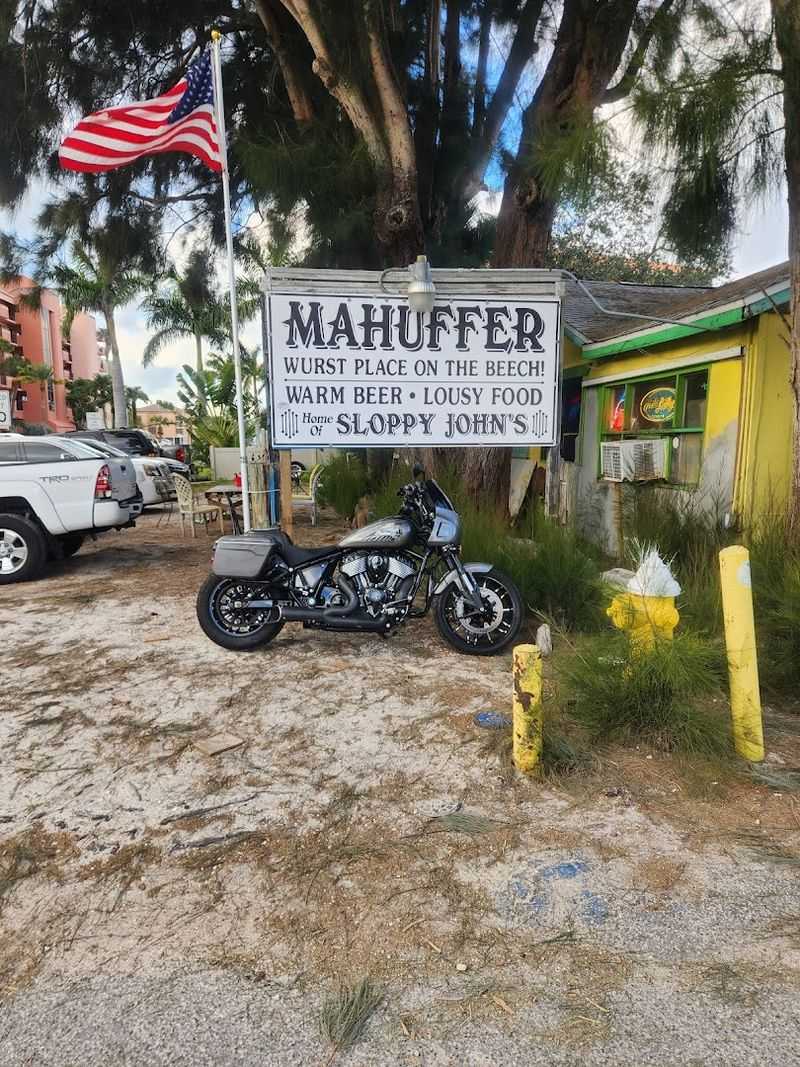 MAHUFFER
WURST PLACE ON THE BEECH!
WARM BEER • LOUSY FOOD
Home Of SLOPPY JOHN'S
TRD